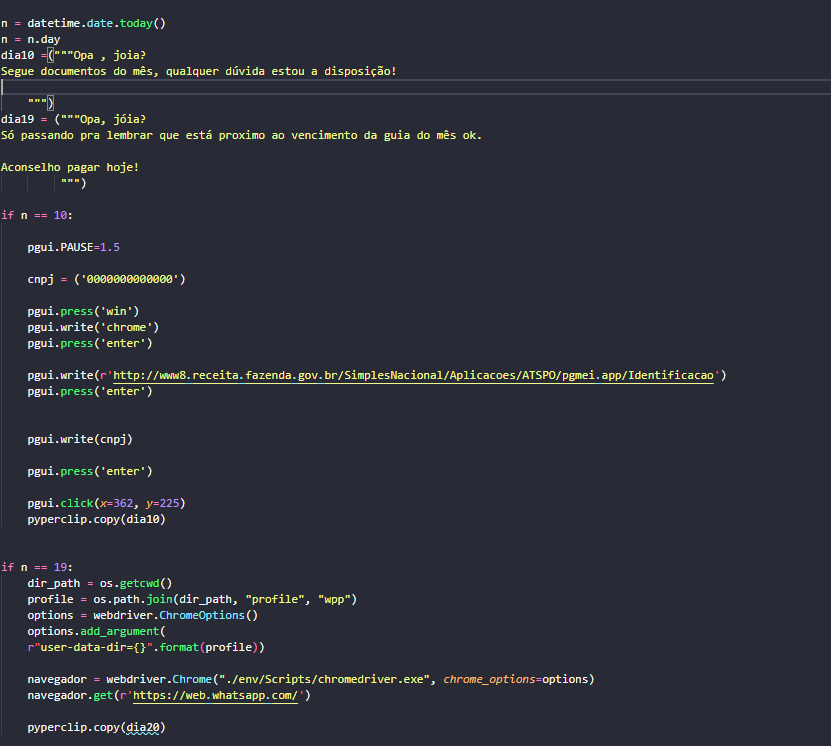 n = datetime.date.today()
n = n.day
dia10 =("""Opa , joia?
Segue documentos do mês, qualquer dúvida estou a disposição!
""")
dia19 = ("""Opa, jóia?
Só passando pra lembrar que está proximo ao vencimento da guia do mês ok.
Aconselho pagar hoje!
""")
if n == 10:
pgui.PAUSE=1.5
cnpj = ('0000000000000')
pgui.press('win')
pgui.write('chrome')
pgui.press('enter')
pgui.write(r'http://www8.receita.fazenda.gov.br/SimplesNacional/Aplicacoes/ATSPO/pgmei.app/Identificacao')
pgui.press('enter')
pgui.write(cnpj)
pgui.press('enter')
pgui.click(x=362, y=225)
pyperclip.copy(dia10)
if n == 19:
dir_path = os.getcwd()
profile = os.path.join(dir_path, "profile", "wpp")
options = webdriver.ChromeOptions()
options.add_argument(
r"user-data-dir={}".format(profile))
navegador = webdriver.Chrome("./env/Scripts/chromedriver.exe", chrome_options=options)
navegador.get(r'https://web.whatsapp.com/')
pyperclip.copy(dia20)